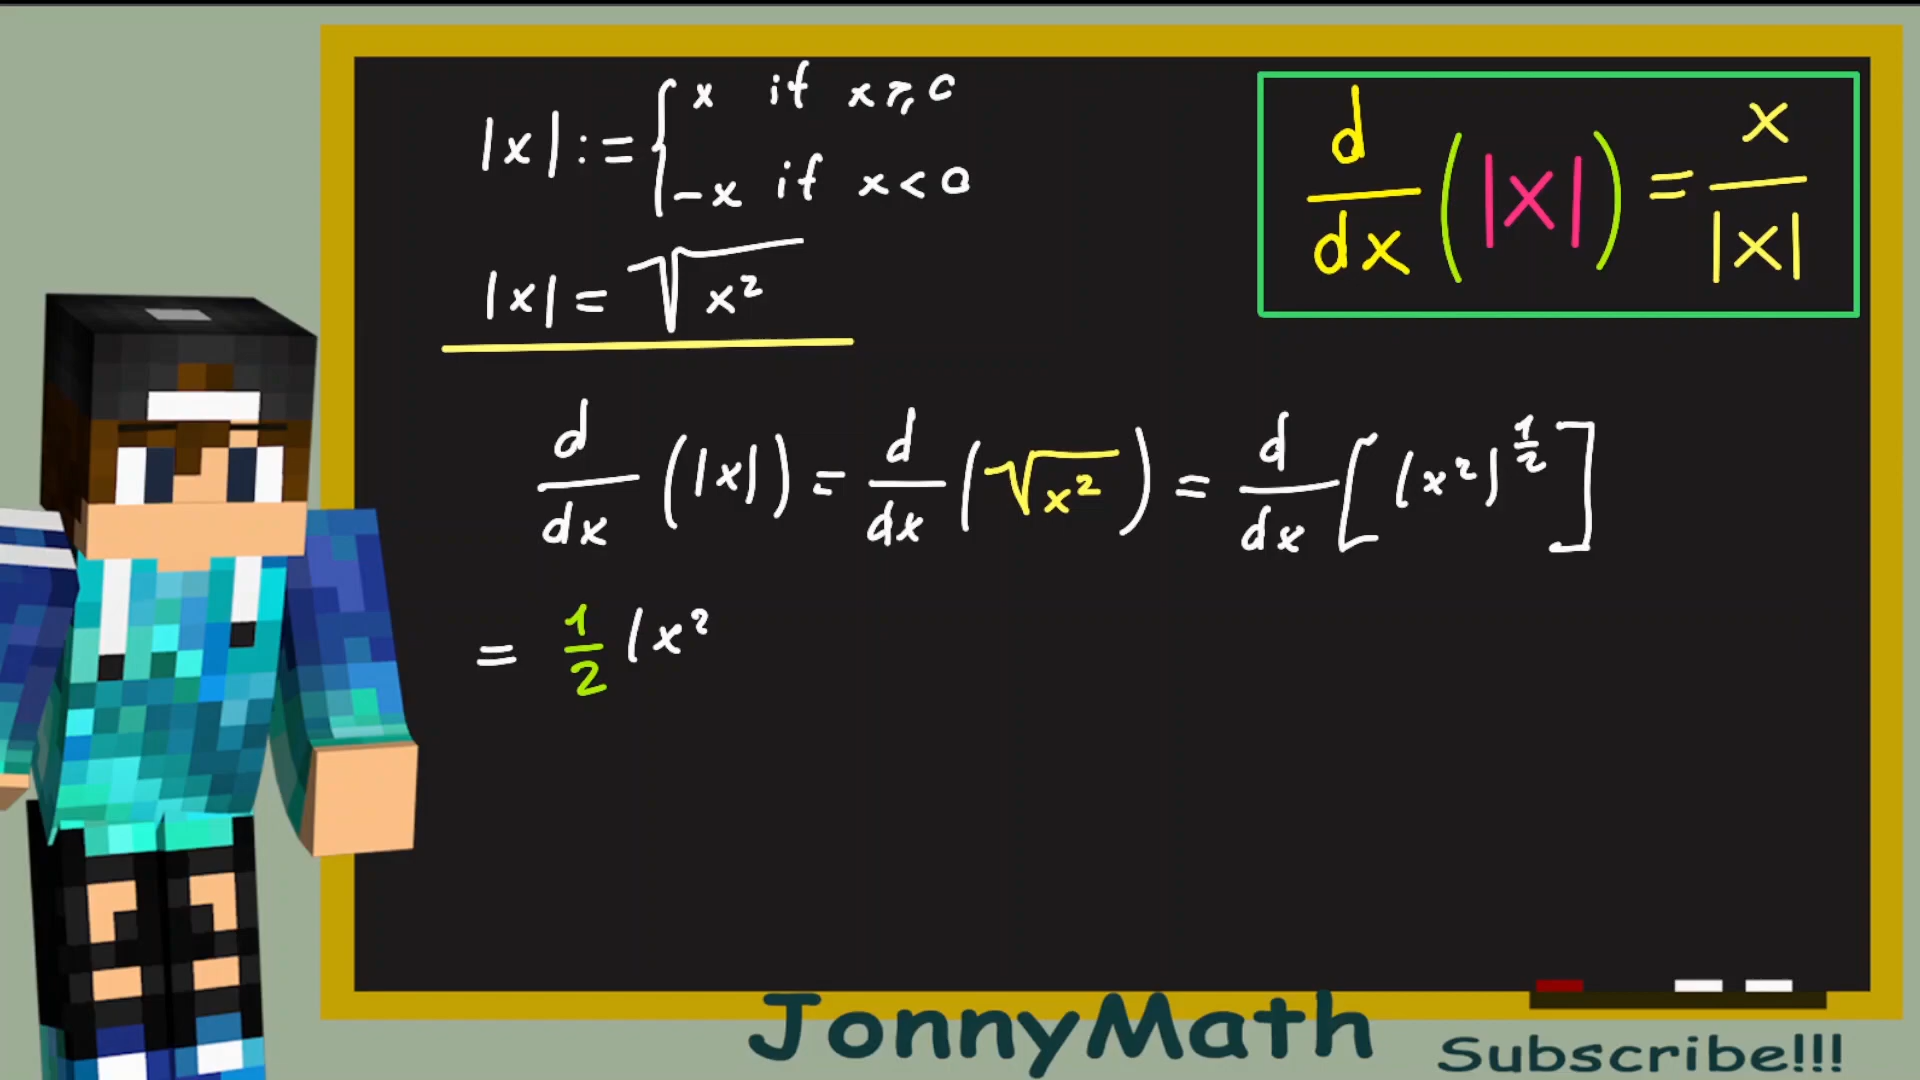 |x| := { x if x ⩾ 0
-x if x < 0
|x| = √x²
d/dx (|x|) = x/|x|
d/dx (|x|) = d/dx (√x²) = d/dx [(x²)^1/2]
= 1/2 (x²
JonnyMath
Subscribe!!!